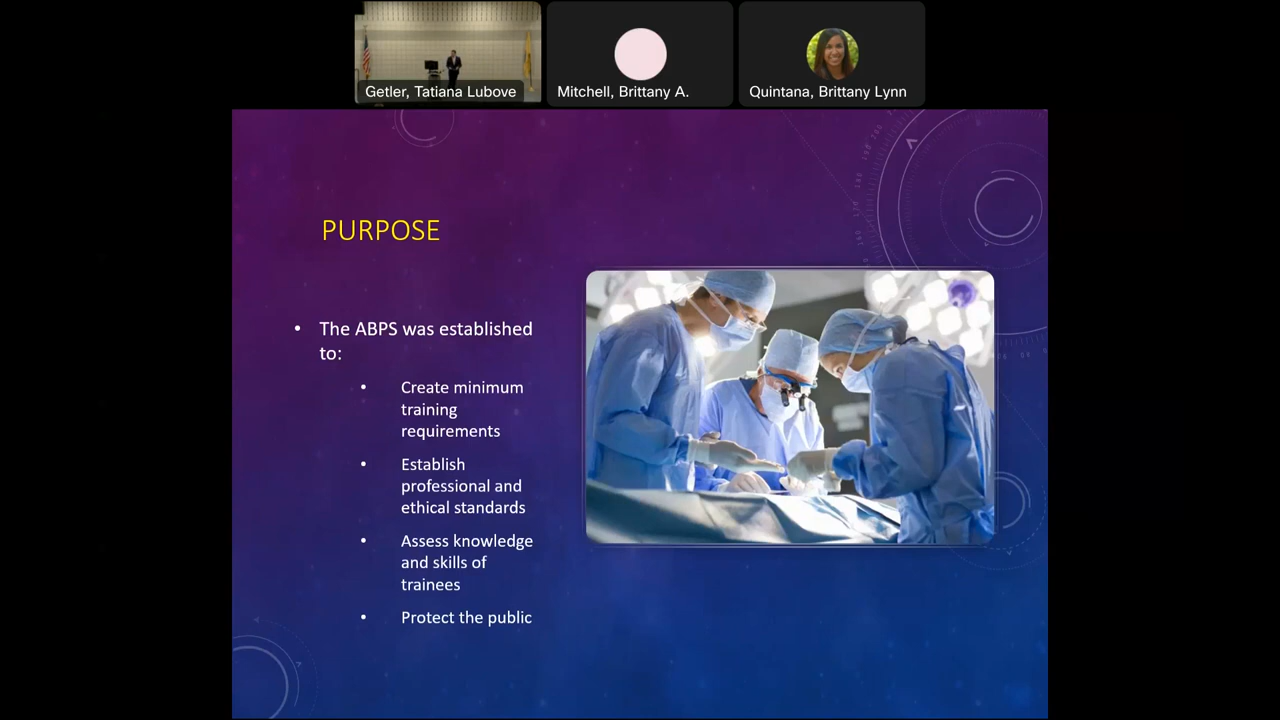 Getler, Tatiana Lubove
Mitchell, Brittany A.
Quintana, Brittany Lynn
PURPOSE
• The ABPS was established
to:
• Create minimum
training
requirements
• Establish
professional and
ethical standards
• Assess knowledge
and skills of
trainees
• Protect the public